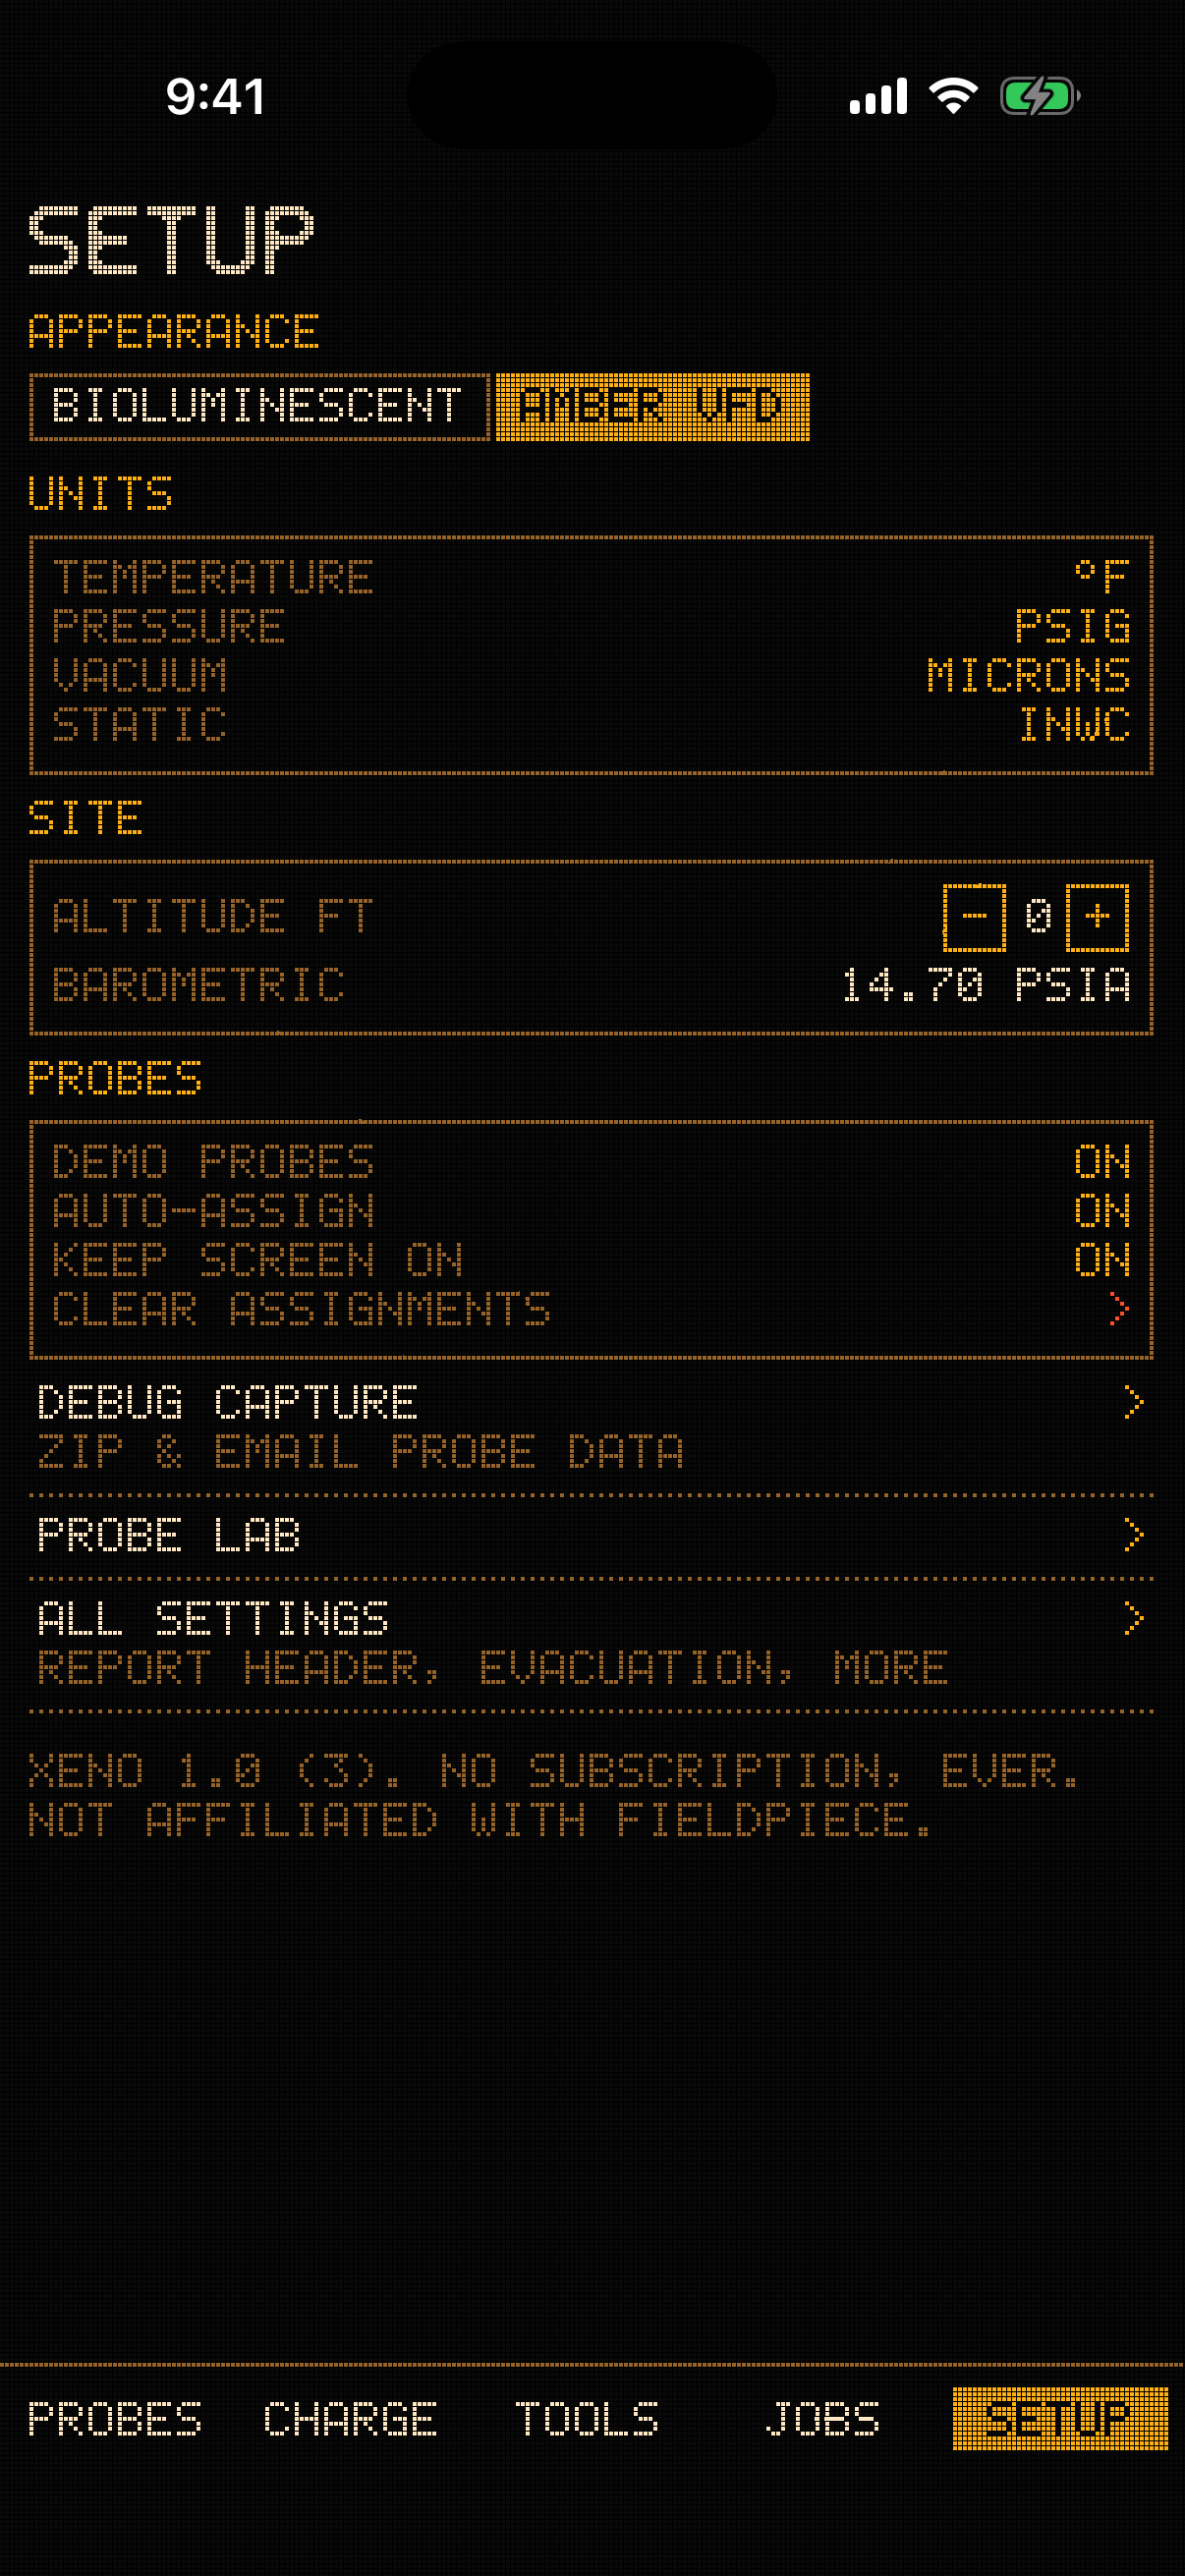 9:41
SETUP
APPEARANCE
BIOLUMINESCENT AMBER VFD
UNITS
TEMPERATURE °F
PRESSURE PSIG
VACUUM MICRONS
STATIC INWC
SITE
ALTITUDE FT - 0 +
BAROMETRIC 14.70 PSIA
PROBES
DEMO PROBES ON
AUTO-ASSIGN ON
KEEP SCREEN ON ON
CLEAR ASSIGNMENTS >
DEBUG CAPTURE >
ZIP & EMAIL PROBE DATA
PROBE LAB >
ALL SETTINGS >
REPORT HEADER, EVACUATION, MORE
XENO 1.0 (3). NO SUBSCRIPTION, EVER.
NOT AFFILIATED WITH FIELDPIECE.
PROBES CHARGE TOOLS JOBS SETUP